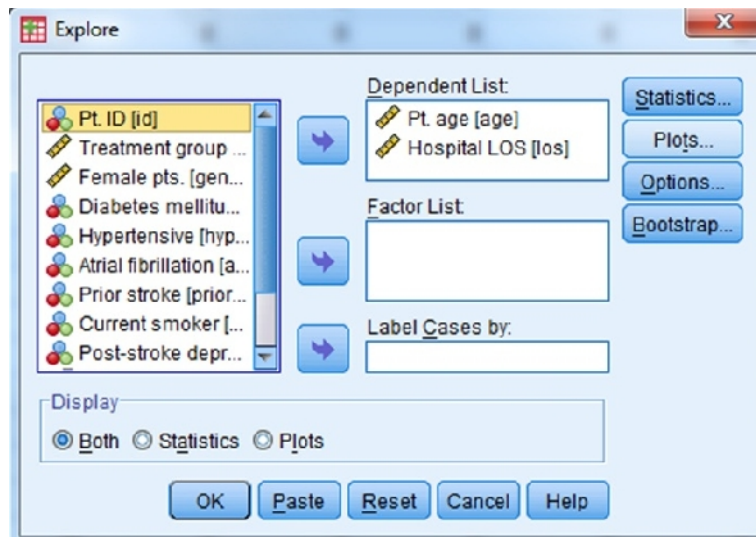 Explore
Pt. ID [id]
Treatment group ...
Female pts. [gen...
Diabetes mellitu...
Hypertensive [hyp...
Atrial fibrillation [a...
Prior stroke [prior...
Current smoker [...
Post-stroke depr...
Dependent List:
Pt. age [age]
Hospital LOS [los]
Factor List:
Label Cases by:
Statistics...
Plots...
Options...
Bootstrap...
Display
Both Statistics Plots
OK Paste Reset Cancel Help